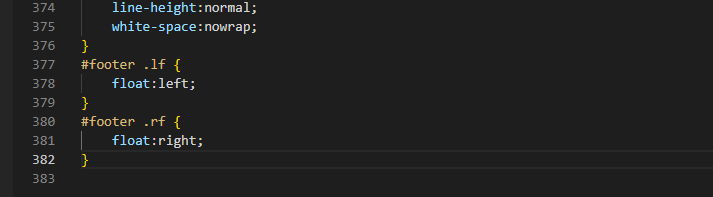 374 line-height:normal;
375 white-space:nowrap;
376 }
377 #footer .lf {
378 float:left;
379 }
380 #footer .rf {
381 float:right;
382 }
383